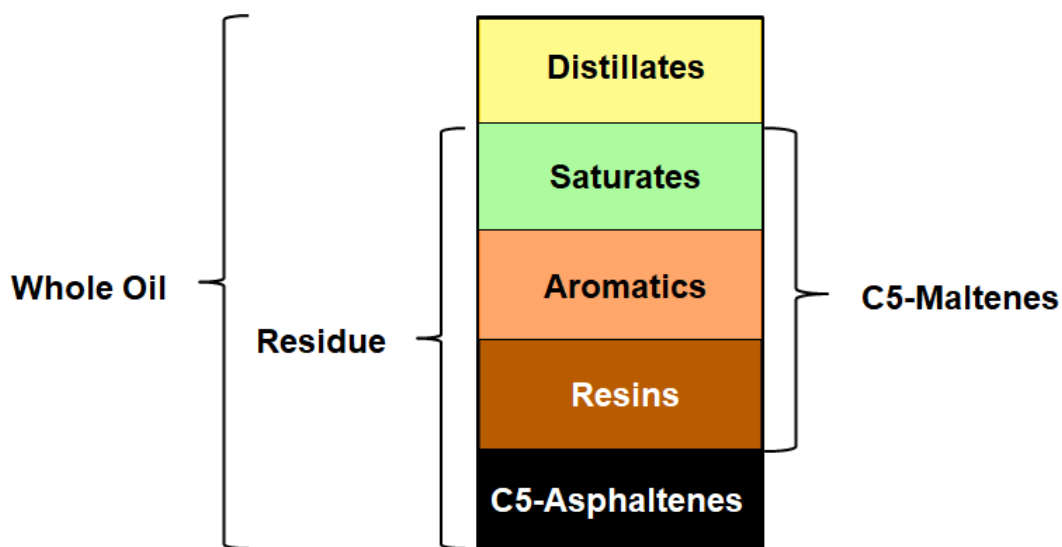 Distillates
Saturates
Aromatics
Resins
C5-Asphaltenes
Whole Oil
Residue
C5-Maltenes